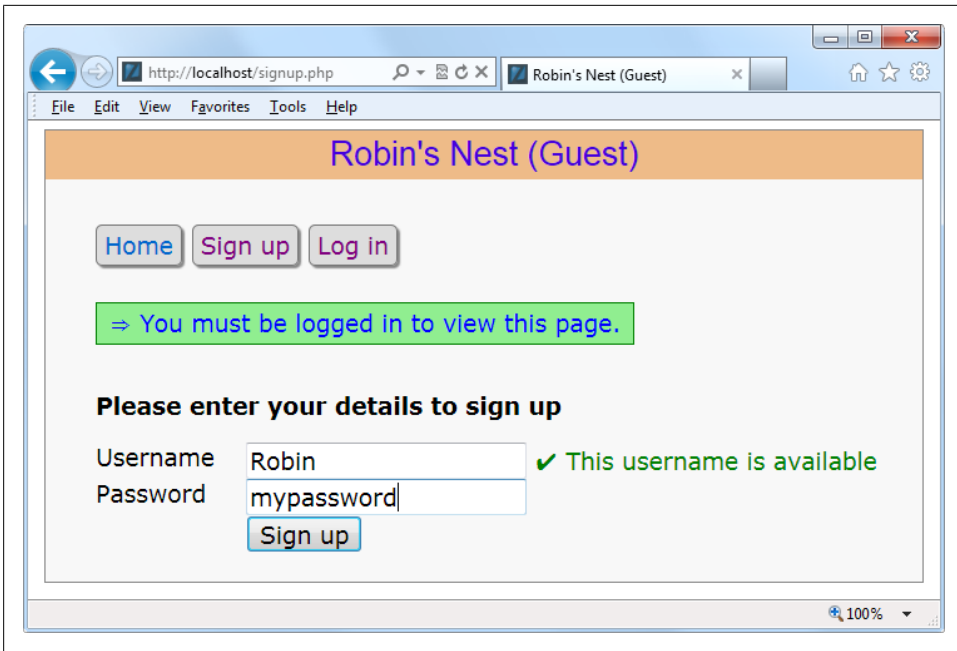 http://localhost/signup.php
Robin's Nest (Guest)
File Edit View Favorites Tools Help
Robin's Nest (Guest)
Home Sign up Log in
⇒ You must be logged in to view this page.
Please enter your details to sign up
Username Robin ✔ This username is available
Password mypassword
Sign up
100%